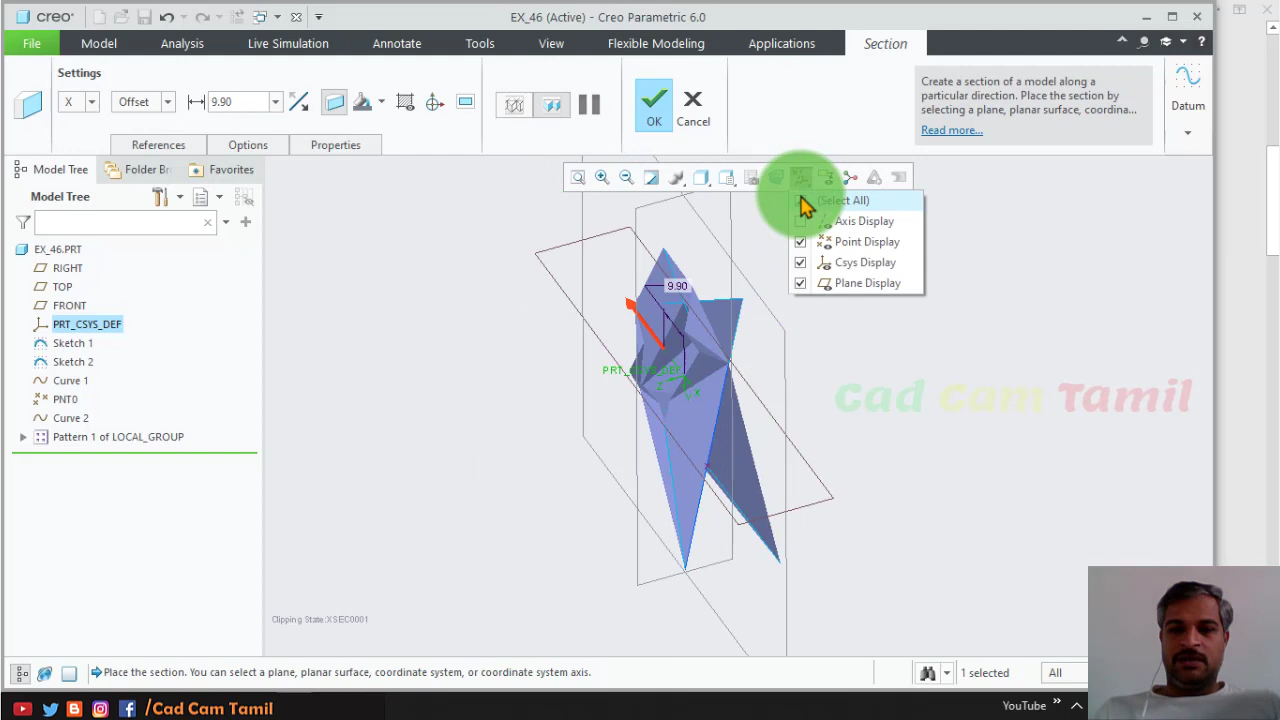 creo
EX_46 (Active) - Creo Parametric 6.0
File Model Analysis Live Simulation Annotate Tools View Flexible Modeling Applications Section
Settings
X Offset 9.90
OK Cancel
Create a section of a model along a
particular direction. Place the section by
selecting a plane, planar surface, coordina...
Read more...
Datum
References Options Properties
Model Tree Folder Br Favorites
Model Tree
EX_46.PRT
RIGHT
TOP
FRONT
PRT_CSYS_DEF
Sketch 1
Sketch 2
Curve 1
PNT0
Curve 2
Pattern 1 of LOCAL_GROUP
(Select All)
Axis Display
Point Display
Csys Display
Plane Display
9.90
PRT_CSYS_DEF
Z
X
Cad Cam Tamil
Clipping State:XSEC0001
Place the section. You can select a plane, planar surface, coordinate system, or coordinate system axis.
1 selected All
/Cad Cam Tamil
YouTube